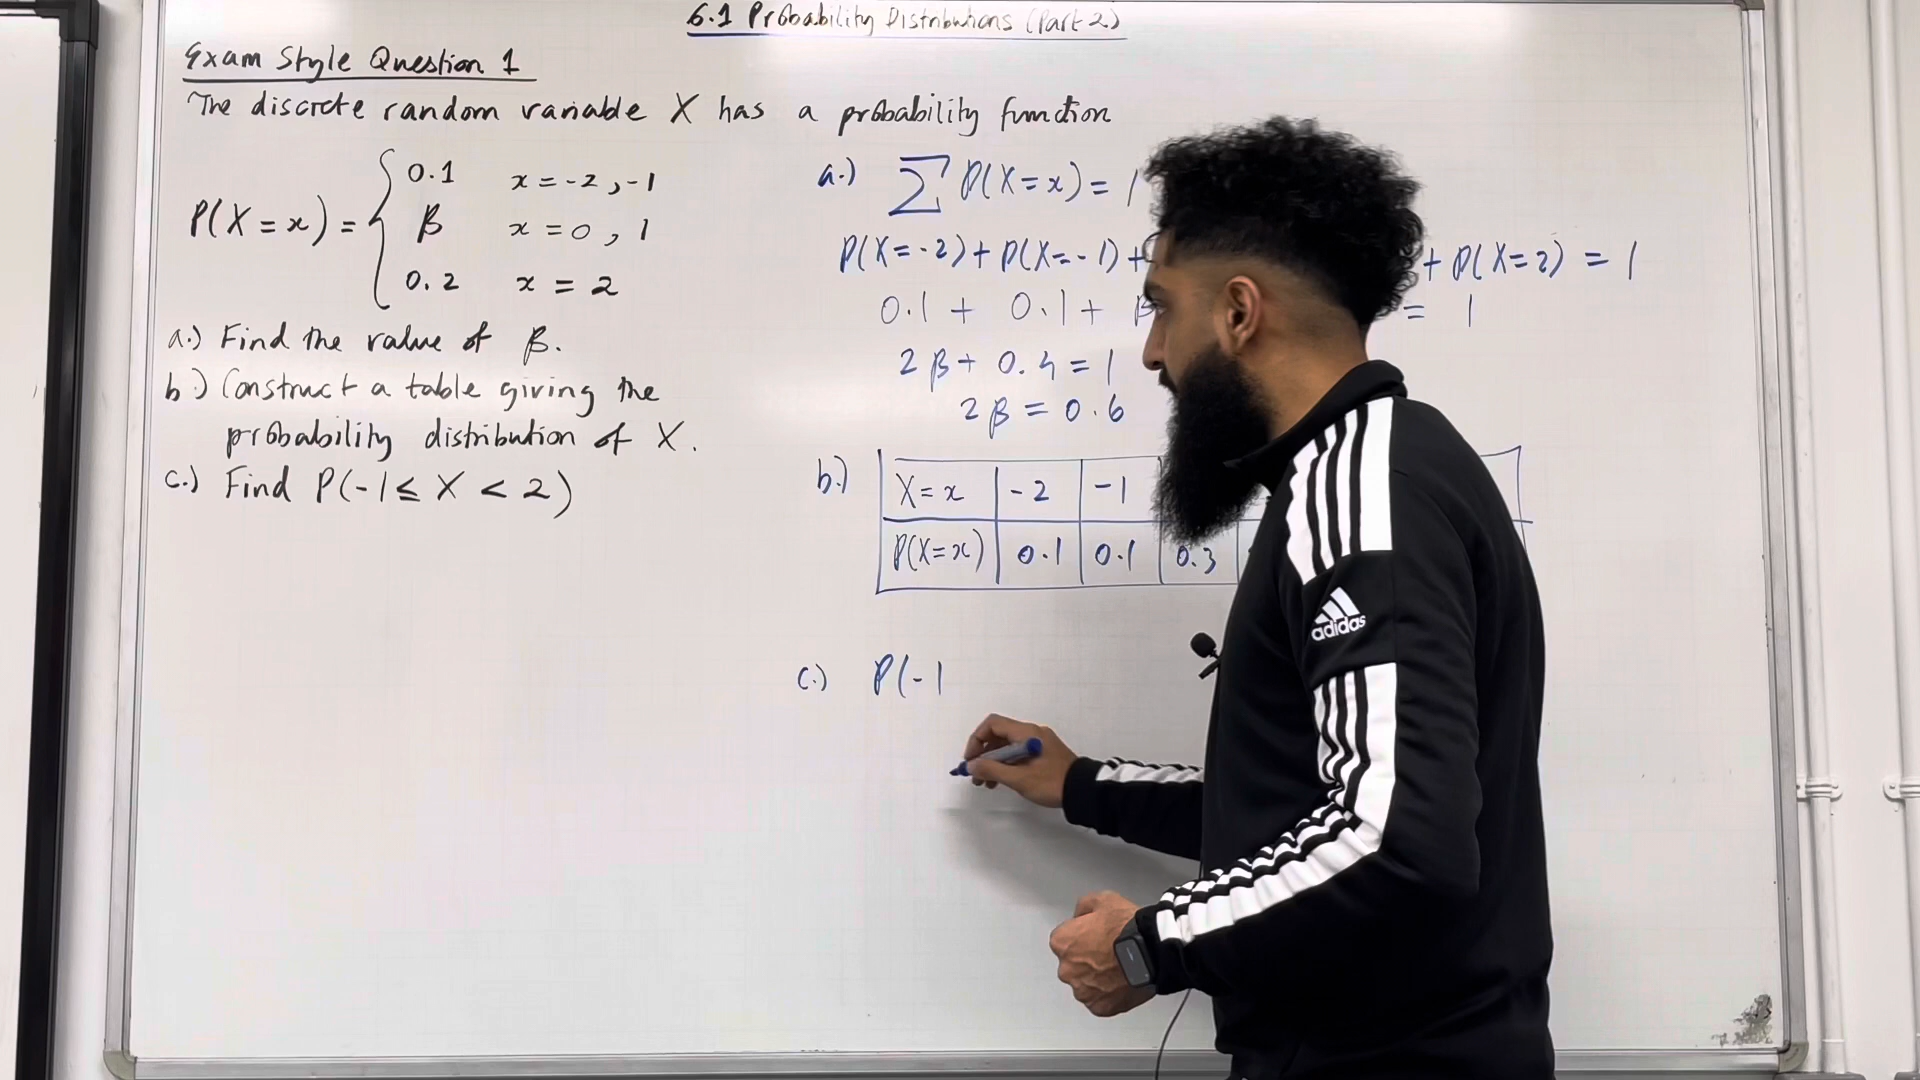 6.1 Probability Distributions (Part 2)
Exam Style Question 1
The discrete random variable X has a probability function
P(X=x) =
0.1 x=-2,-1
β x=0,1
0.2 x=2
a.) Find the value of β.
b.) Construct a table giving the
probability distribution of X.
c.) Find P(-1≤ X < 2)
a.) ∑ P(X=x) = 1
P(X=-2)+ P(X=-1)+ + P(X=2) = 1
0.1 + 0.1 + β = 1
2β + 0.4 = 1
2β = 0.6
b.) X=x -2 -1
P(X=x) 0.1 0.1 0.3
c.) P(-1
adidas